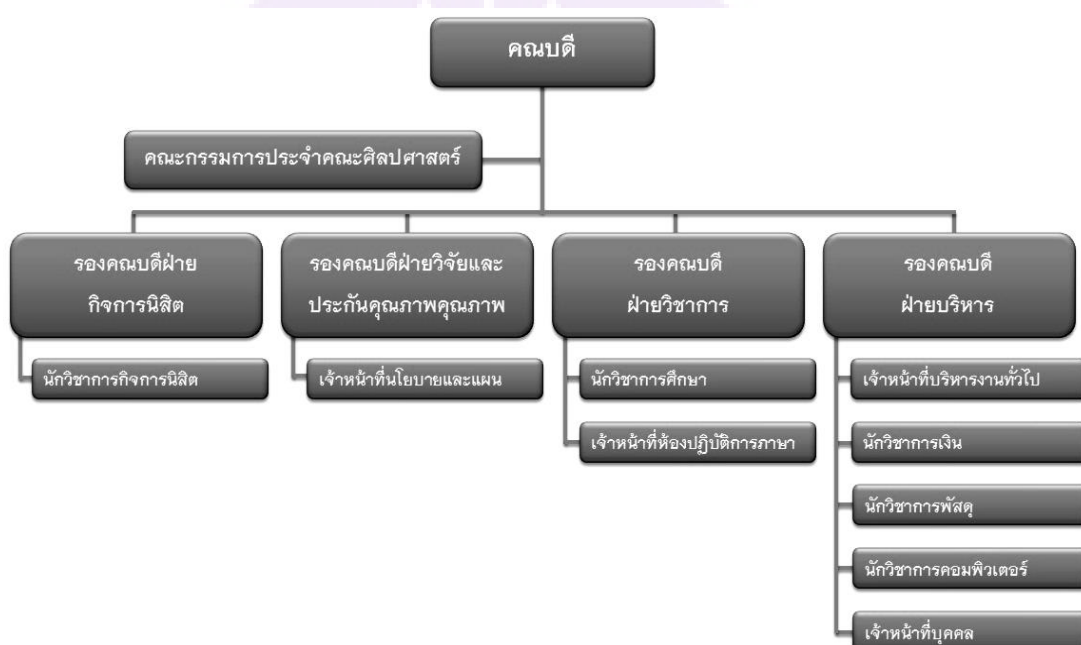 คณบดี
คณะกรรมการประจำคณะศิลปศาสตร์
รองคณบดีฝ่าย
กิจการนิสิต
นักวิชาการกิจการนิสิต
รองคณบดีฝ่ายวิจัยและ
ประกันคุณภาพคุณภาพ
เจ้าหน้าที่นโยบายและแผน
รองคณบดี
ฝ่ายวิชาการ
นักวิชาการศึกษา
เจ้าหน้าที่ห้องปฏิบัติการภาษา
รองคณบดี
ฝ่ายบริหาร
เจ้าหน้าที่บริหารงานทั่วไป
นักวิชาการเงิน
นักวิชาการพัสดุ
นักวิชาการคอมพิวเตอร์
เจ้าหน้าที่บุคคล